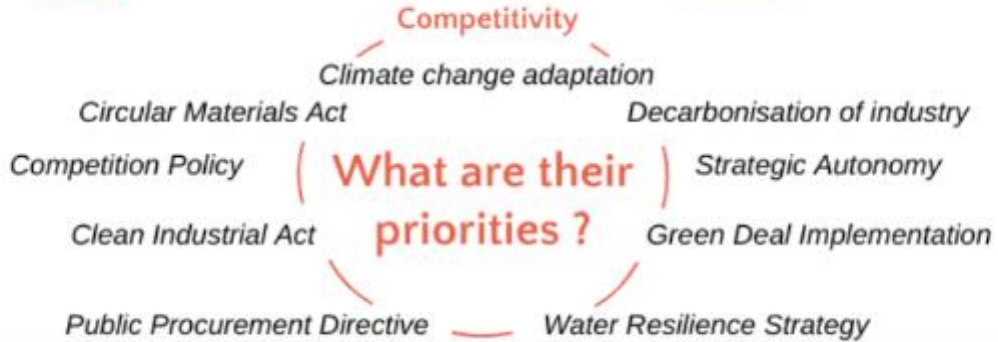 Competitivity
Climate change adaptation
Circular Materials Act
Decarbonisation of industry
Competition Policy
What are their
priorities ?
Strategic Autonomy
Clean Industrial Act
Green Deal Implementation
Public Procurement Directive
Water Resilience Strategy